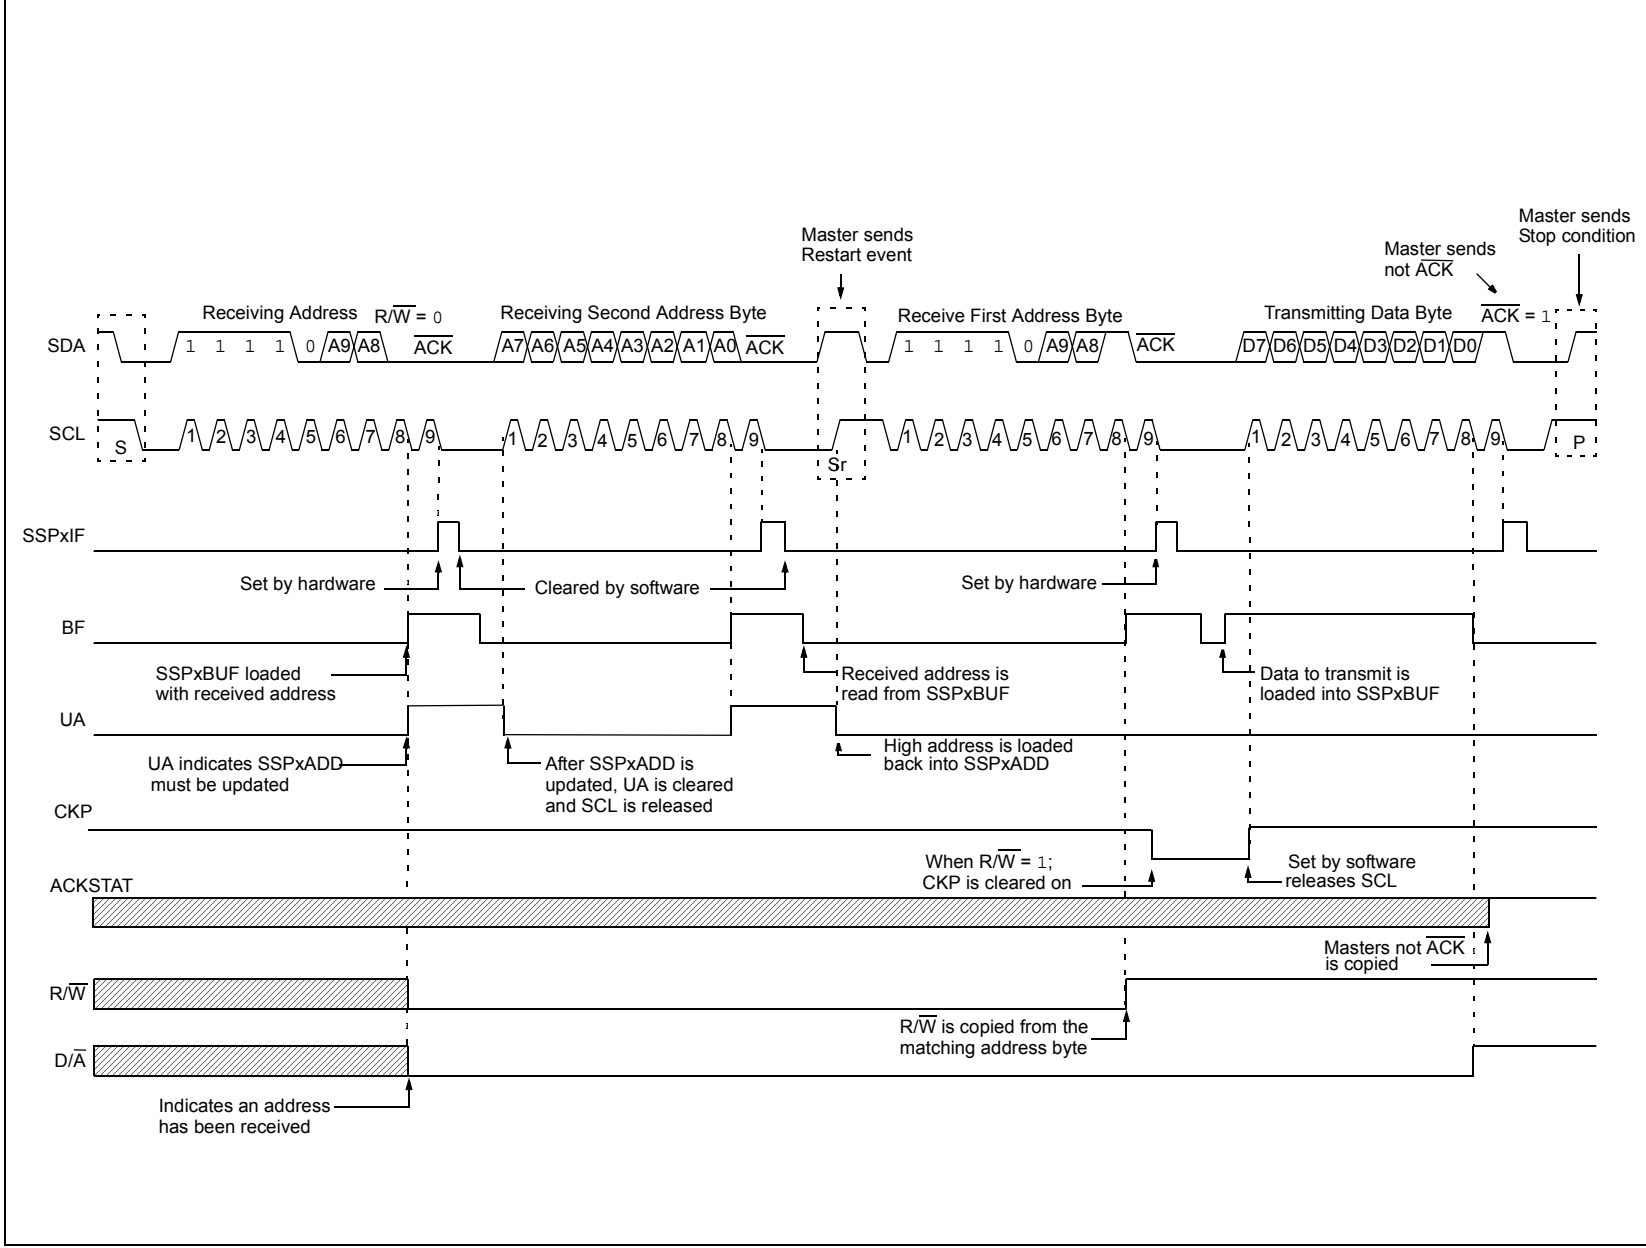 Master sends
Stop condition
Master sends
Restart event
Master sends
not A̅C̅K̅
Receiving Address R/W̅ = 0
Receiving Second Address Byte
Receive First Address Byte
Transmitting Data Byte
A̅C̅K̅ = 1
SDA
1 1 1 1 0 A9 A8 A̅C̅K̅ A7 A6 A5 A4 A3 A2 A1 A0 A̅C̅K̅ 1 1 1 1 0 A9 A8 A̅C̅K̅ D7 D6 D5 D4 D3 D2 D1 D0
SCL
S 1 2 3 4 5 6 7 8 9 1 2 3 4 5 6 7 8 9 Sr 1 2 3 4 5 6 7 8 9 1 2 3 4 5 6 7 8 9 P
SSPxIF
Set by hardware
Cleared by software
Set by hardware
BF
SSPxBUF loaded
with received address
Received address is
read from SSPxBUF
Data to transmit is
loaded into SSPxBUF
UA
UA indicates SSPxADD
must be updated
After SSPxADD is
updated, UA is cleared
and SCL is released
High address is loaded
back into SSPxADD
CKP
When R/W̅ = 1;
CKP is cleared on
Set by software
releases SCL
ACKSTAT
Masters not A̅C̅K̅
is copied
R/W̅
R/W̅ is copied from the
matching address byte
D/A̅
Indicates an address
has been received